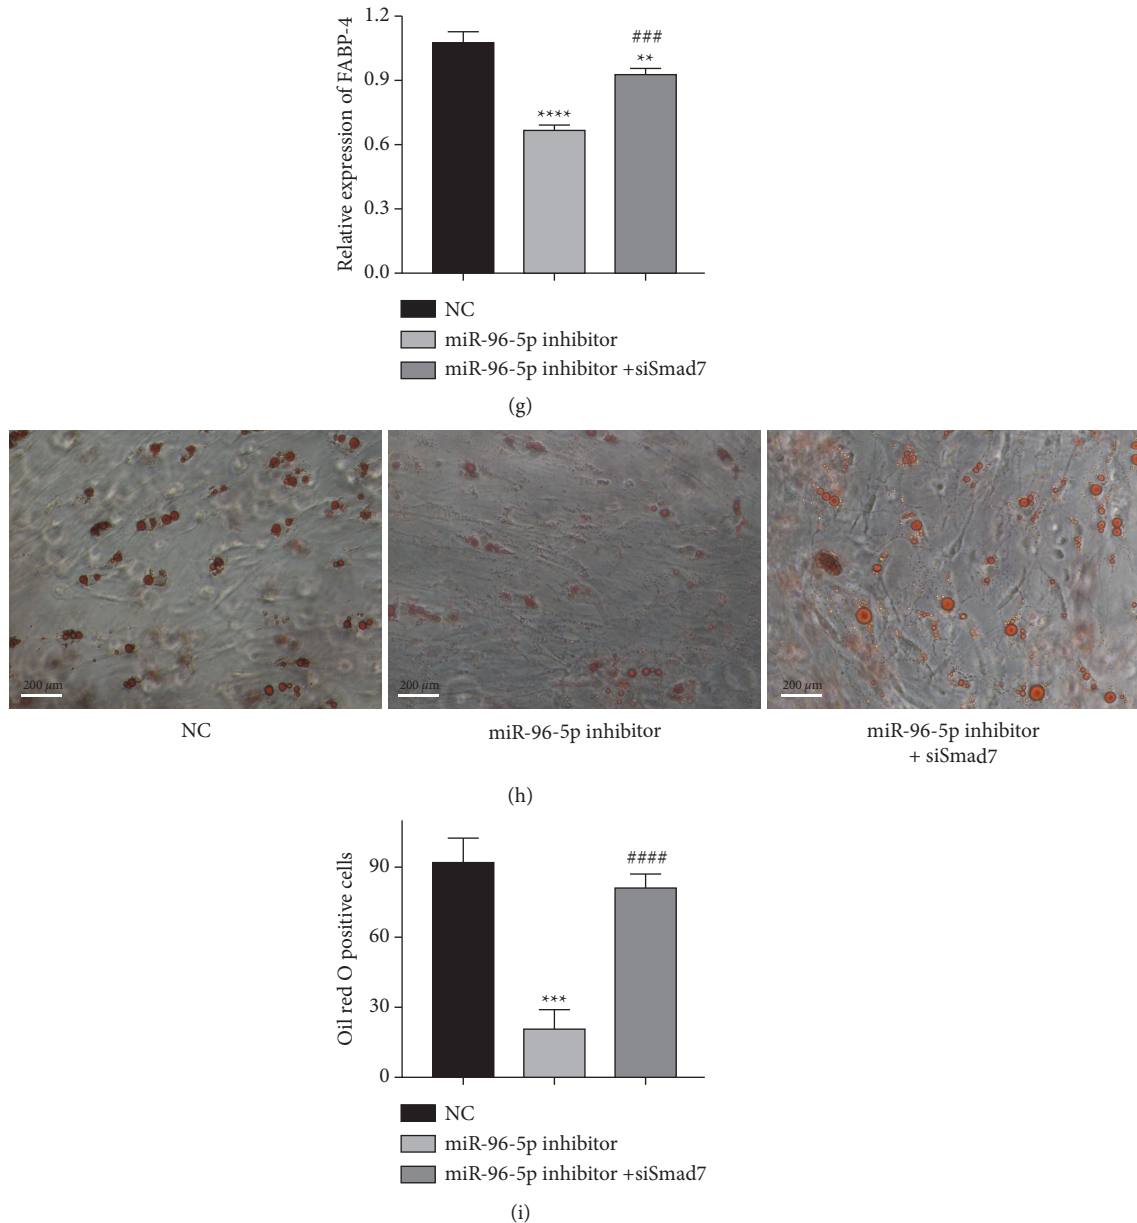 Relative expression of FABP-4
1.2
0.9
0.6
0.3
0.0
****
###
**
NC
miR-96-5p inhibitor
miR-96-5p inhibitor +siSmad7
(g)
200 µm
200 µm
200 µm
NC
miR-96-5p inhibitor
miR-96-5p inhibitor
+ siSmad7
(h)
Oil red O positive cells
90
60
30
0
***
####
NC
miR-96-5p inhibitor
miR-96-5p inhibitor +siSmad7
(i)